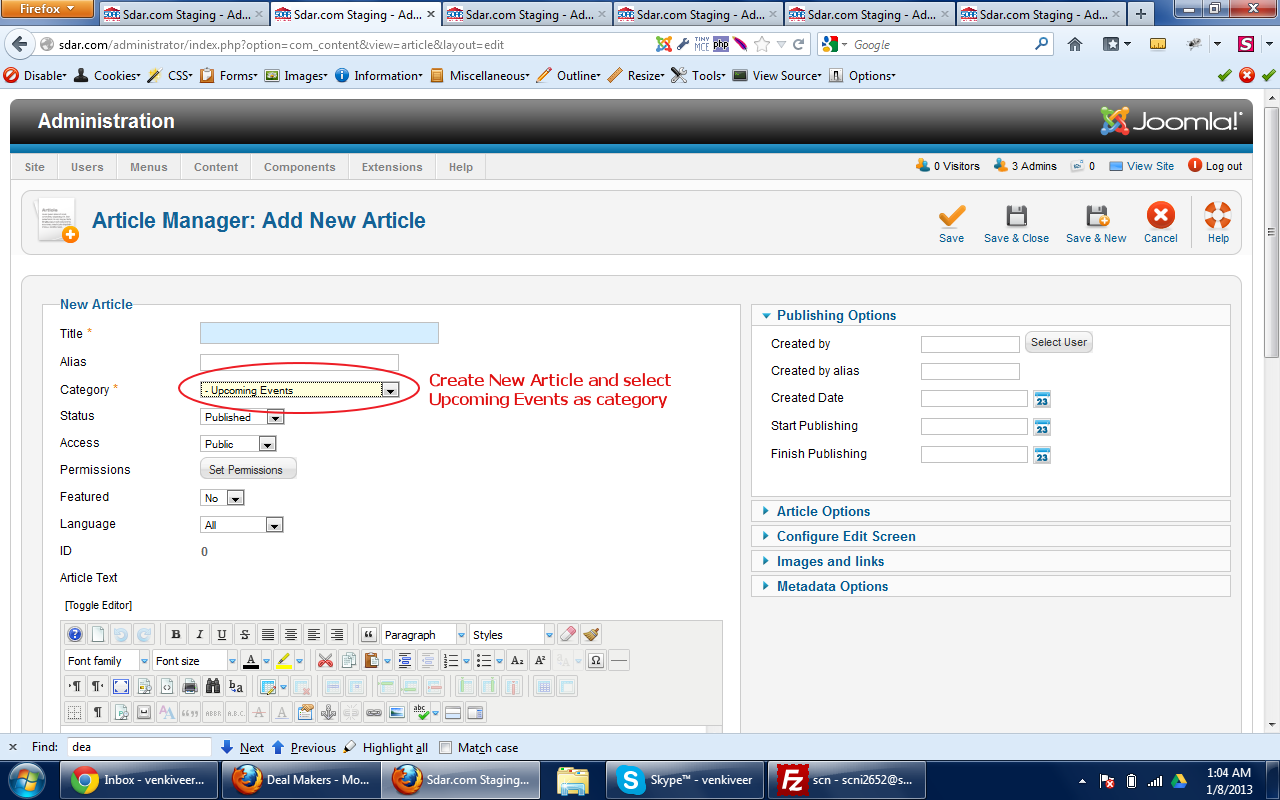 Firefox
Sdar.com Staging - Ad... × Sdar.com Staging - Ad... × Sdar.com Staging - Ad... × Sdar.com Staging - Ad... × Sdar.com Staging - Ad... × Sdar.com Staging - Ad... ×
sdar.com/administrator/index.php?option=com_content&view=article&layout=edit
TINY MCE php Google S
Disable Cookies CSS Forms Images Information Miscellaneous Outline Resize Tools View Source Options
Administration
Joomla!
Site Users Menus Content Components Extensions Help
0 Visitors 3 Admins 0 View Site Log out
Article Manager: Add New Article
Save Save & Close Save & New Cancel Help
New Article
Title *
Alias
Category * - Upcoming Events
Create New Article and select
Upcoming Events as category
Status Published
Access Public
Permissions Set Permissions
Featured No
Language All
ID 0
Article Text
[Toggle Editor]
Paragraph Styles
Font family Font size
Publishing Options
Created by Select User
Created by alias
Created Date 23
Start Publishing 23
Finish Publishing 23
Article Options
Configure Edit Screen
Images and links
Metadata Options
× Find: dea Next Previous Highlight all Match case
Inbox - venkiveer... Deal Makers - Mo... Sdar.com Staging... Skype™ - venkiveer scn - scni2652@s...
1:04 AM
1/8/2013